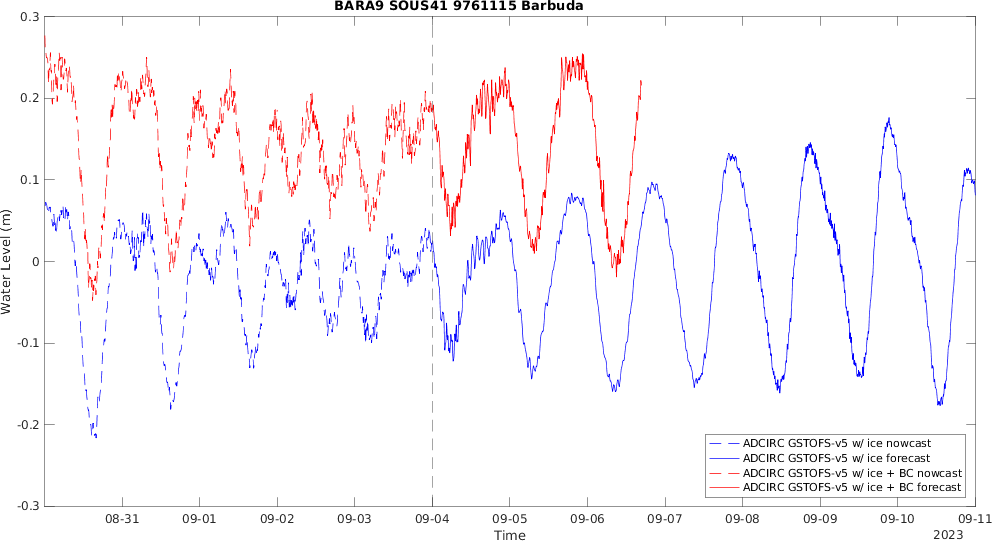 BARA9 SOUS41 9761115 Barbuda
0.3
0.2
0.1
0
-0.1
-0.2
-0.3
Water Level (m)
08-31 09-01 09-02 09-03 09-04 09-05 09-06 09-07 09-08 09-09 09-10 09-11
Time
2023
ADCIRC GSTOFS-v5 w/ ice nowcast
ADCIRC GSTOFS-v5 w/ ice forecast
ADCIRC GSTOFS-v5 w/ ice + BC nowcast
ADCIRC GSTOFS-v5 w/ ice + BC forecast